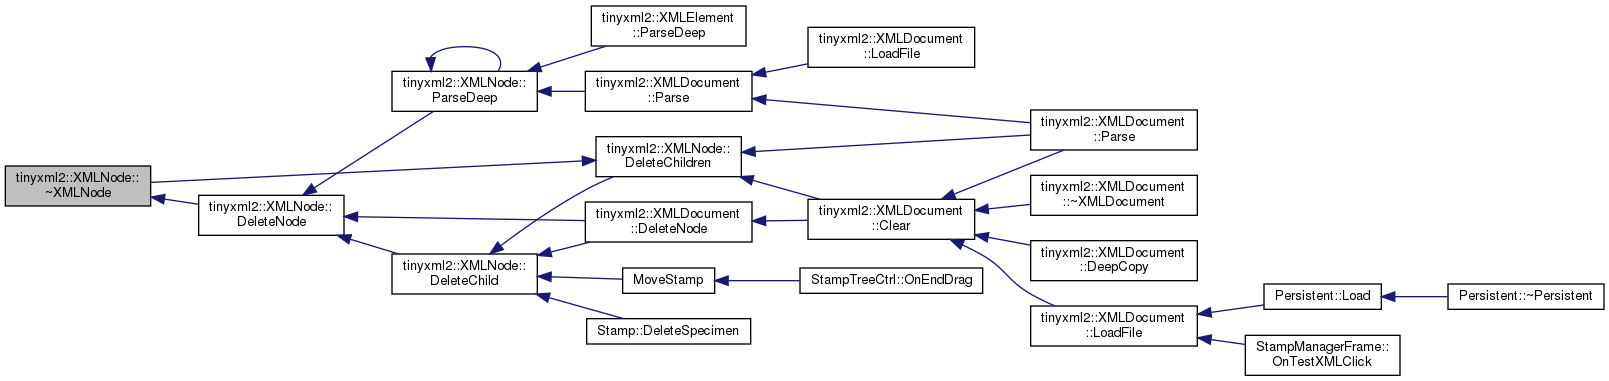 tinyxml2::XMLNode::
~XMLNode
tinyxml2::XMLNode::
DeleteNode
tinyxml2::XMLNode::
ParseDeep
tinyxml2::XMLElement
::ParseDeep
tinyxml2::XMLDocument
::Parse
tinyxml2::XMLDocument
::LoadFile
tinyxml2::XMLNode::
DeleteChildren
tinyxml2::XMLDocument
::DeleteNode
tinyxml2::XMLNode::
DeleteChild
MoveStamp
Stamp::DeleteSpecimen
tinyxml2::XMLDocument
::Clear
StampTreeCtrl::OnEndDrag
tinyxml2::XMLDocument
::Parse
tinyxml2::XMLDocument
::~XMLDocument
tinyxml2::XMLDocument
::DeepCopy
tinyxml2::XMLDocument
::LoadFile
Persistent::Load
Persistent::~Persistent
StampManagerFrame::
OnTestXMLClick